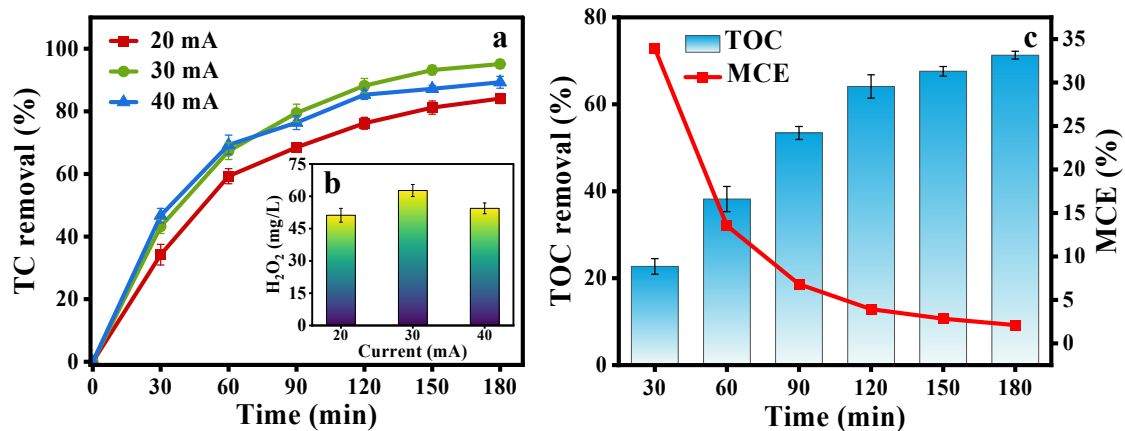 a
20 mA
30 mA
40 mA
TC removal (%)
100
80
60
40
20
0
0 30 60 90 120 150 180
Time (min)
b
H₂O₂ (mg/L)
75
60
45
30
15
0
20 30 40
Current (mA)
c
TOC
MCE
TOC removal (%)
80
60
40
20
0
MCE (%)
35
30
25
20
15
10
5
0
30 60 90 120 150 180
Time (min)